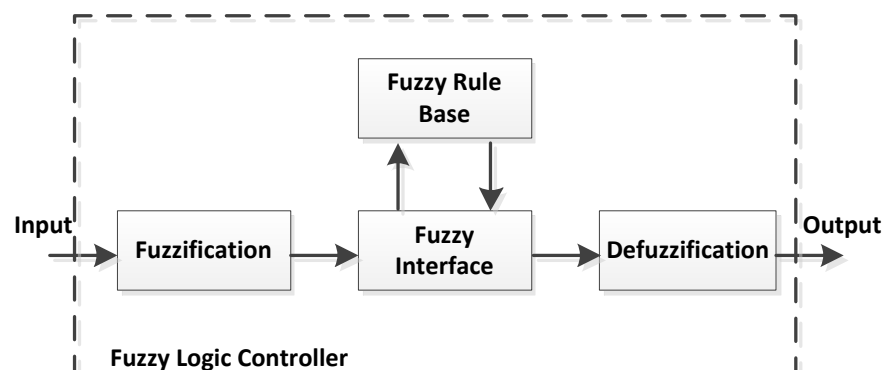 Fuzzy Rule
Base
Input
Fuzzification
Fuzzy
Interface
Defuzzification
Output
Fuzzy Logic Controller